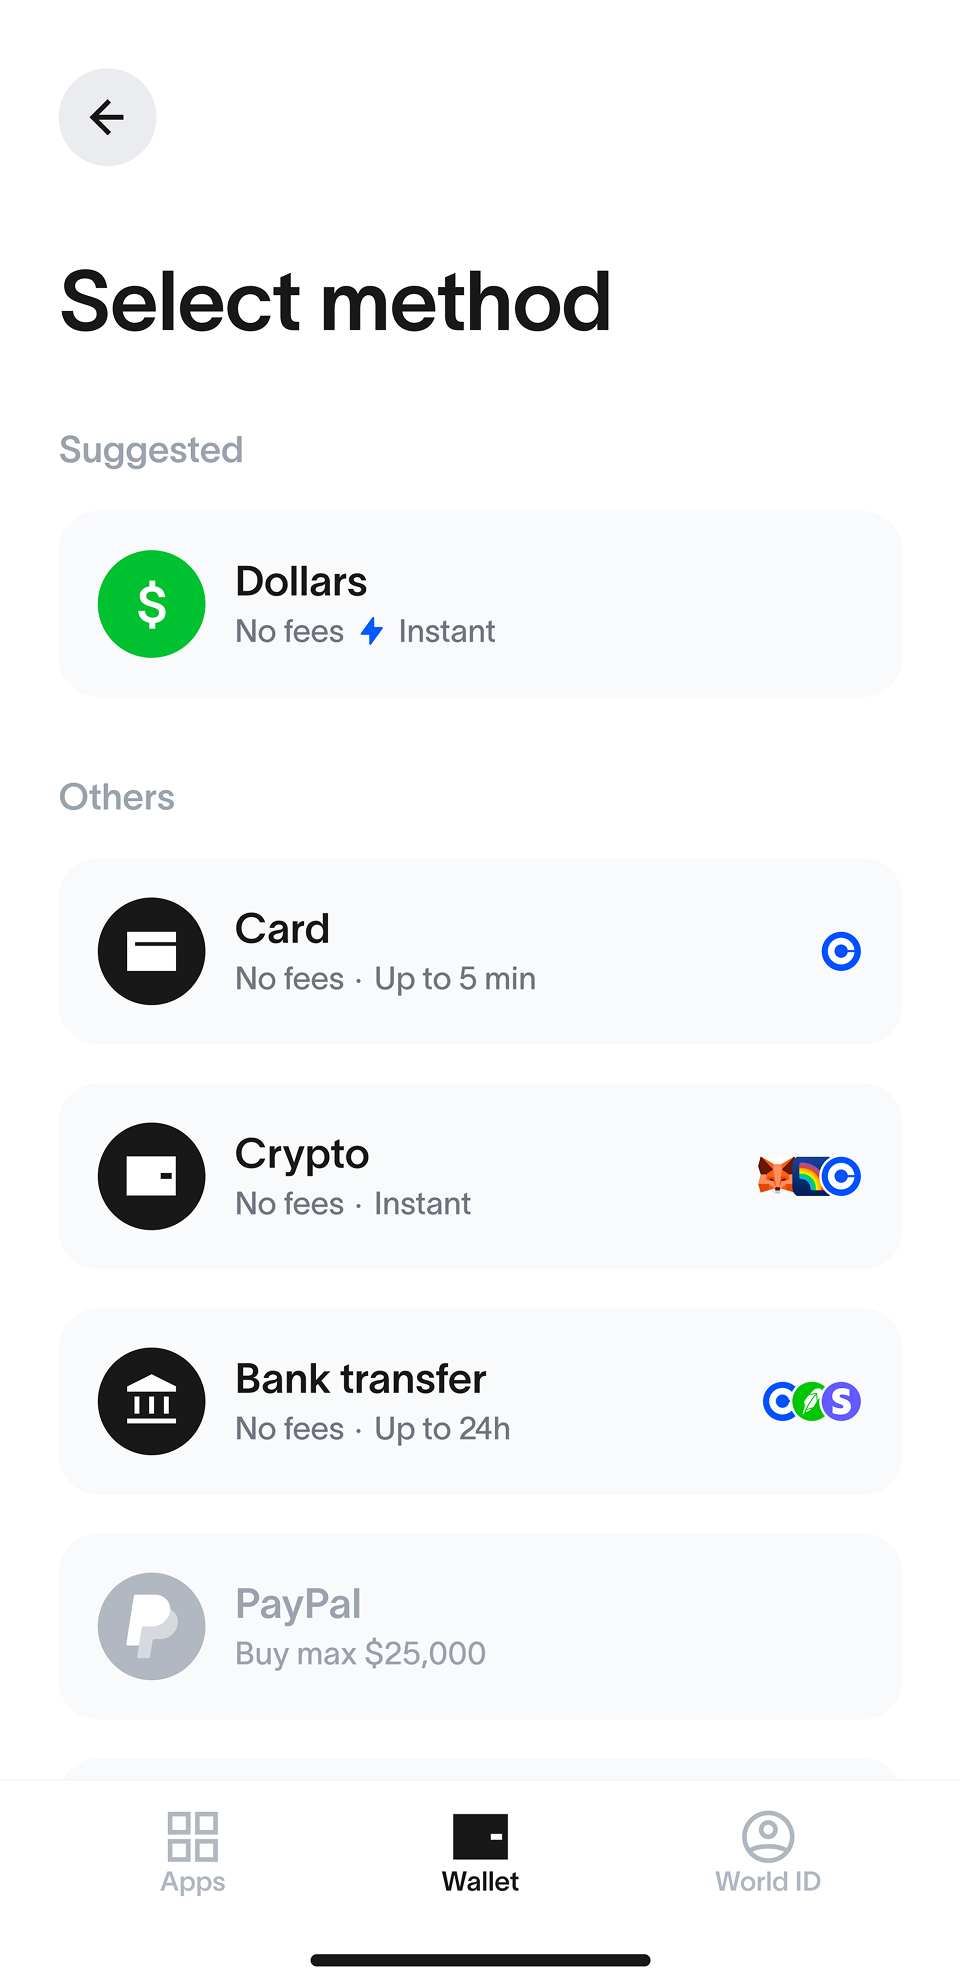 Select method
Suggested
Dollars
No fees Instant
Others
Card
No fees · Up to 5 min
Crypto
No fees · Instant
Bank transfer
No fees · Up to 24h
PayPal
Buy max $25,000
Apps
Wallet
World ID